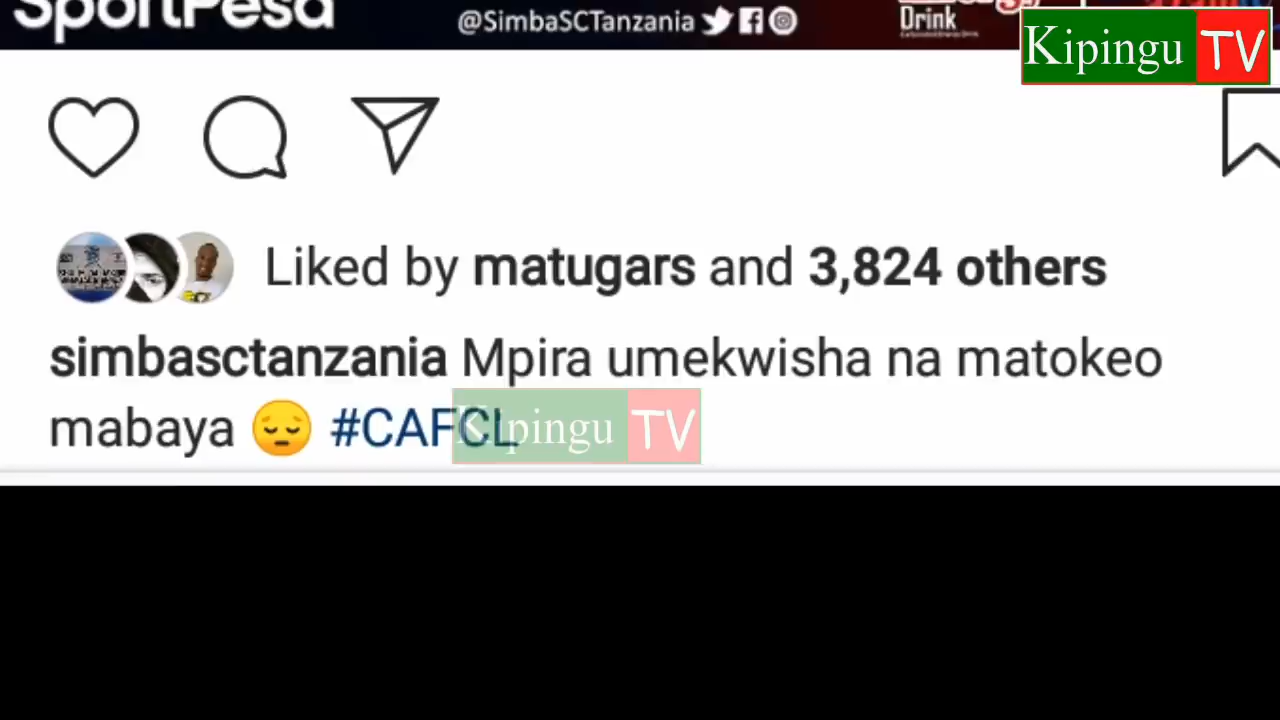 SportPesa
@SimbaSCTanzania
Drink
Kipingu TV
Liked by matugars and 3,824 others
simbasctanzania Mpira umekwisha na matokeo
mabaya 😔 #CAFCL
Kipingu TV